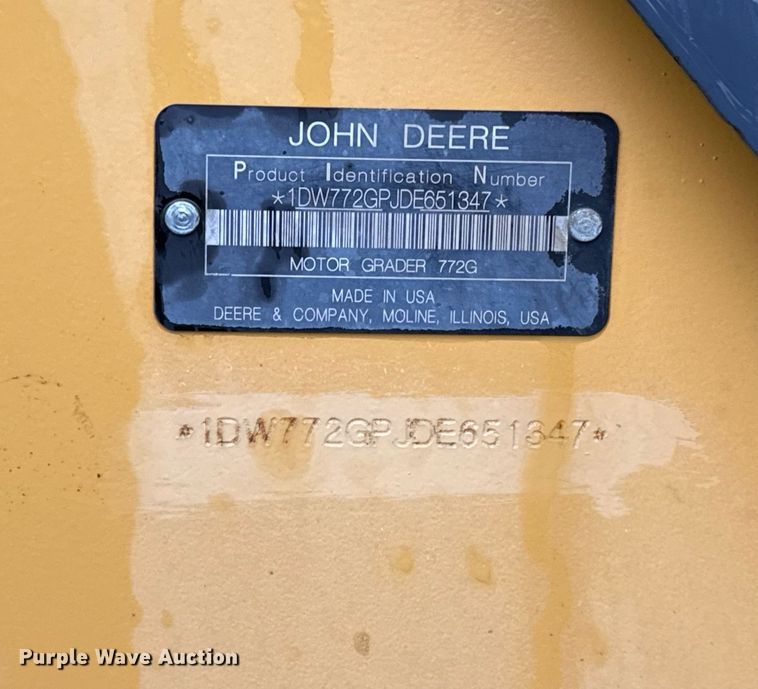 JOHN DEERE
Product Identification Number
*1DW772GPJDE651347*
MOTOR GRADER 772G
MADE IN USA
DEERE & COMPANY, MOLINE, ILLINOIS, USA
*1DW772GPJDE651347*
Purple Wave Auction